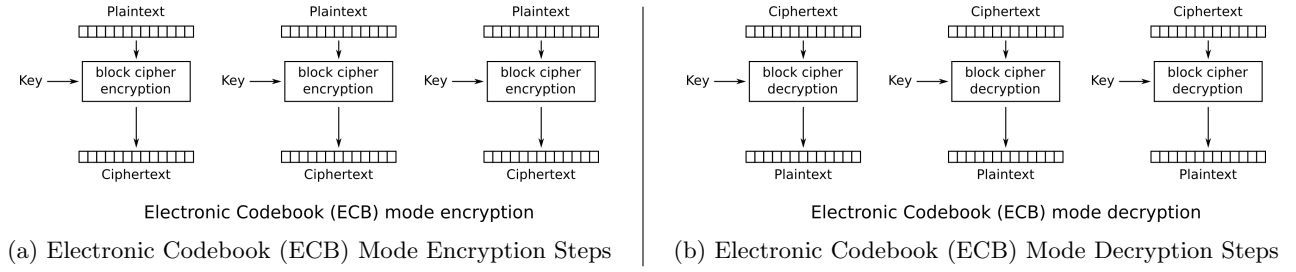 Plaintext Plaintext Plaintext
Key block cipher encryption Key block cipher encryption Key block cipher encryption
Ciphertext Ciphertext Ciphertext
Electronic Codebook (ECB) mode encryption
(a) Electronic Codebook (ECB) Mode Encryption Steps
Ciphertext Ciphertext Ciphertext
Key block cipher decryption Key block cipher decryption Key block cipher decryption
Plaintext Plaintext Plaintext
Electronic Codebook (ECB) mode decryption
(b) Electronic Codebook (ECB) Mode Decryption Steps